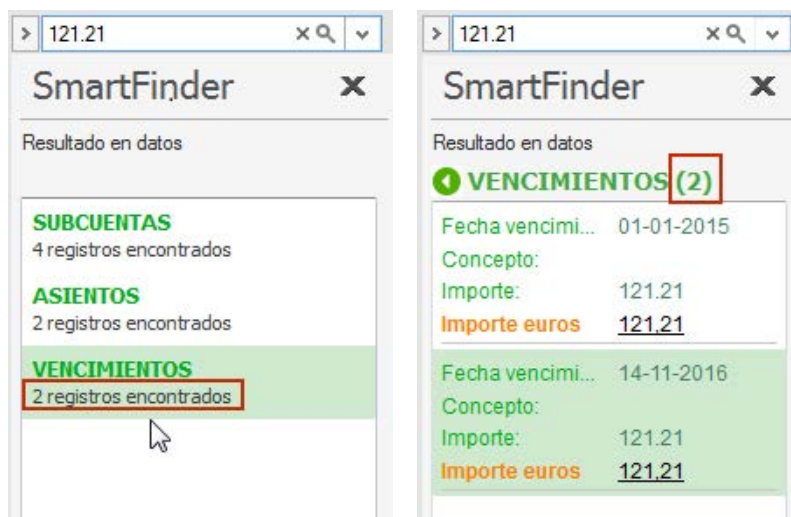 121.21
SmartFinder
Resultado en datos
SUBCUENTAS
4 registros encontrados
ASIENTOS
2 registros encontrados
VENCIMIENTOS
2 registros encontrados
121.21
SmartFinder
Resultado en datos
VENCIMIENTOS (2)
Fecha vencimi... 01-01-2015
Concepto:
Importe: 121.21
Importe euros 121,21
Fecha vencimi... 14-11-2016
Concepto:
Importe: 121.21
Importe euros 121,21